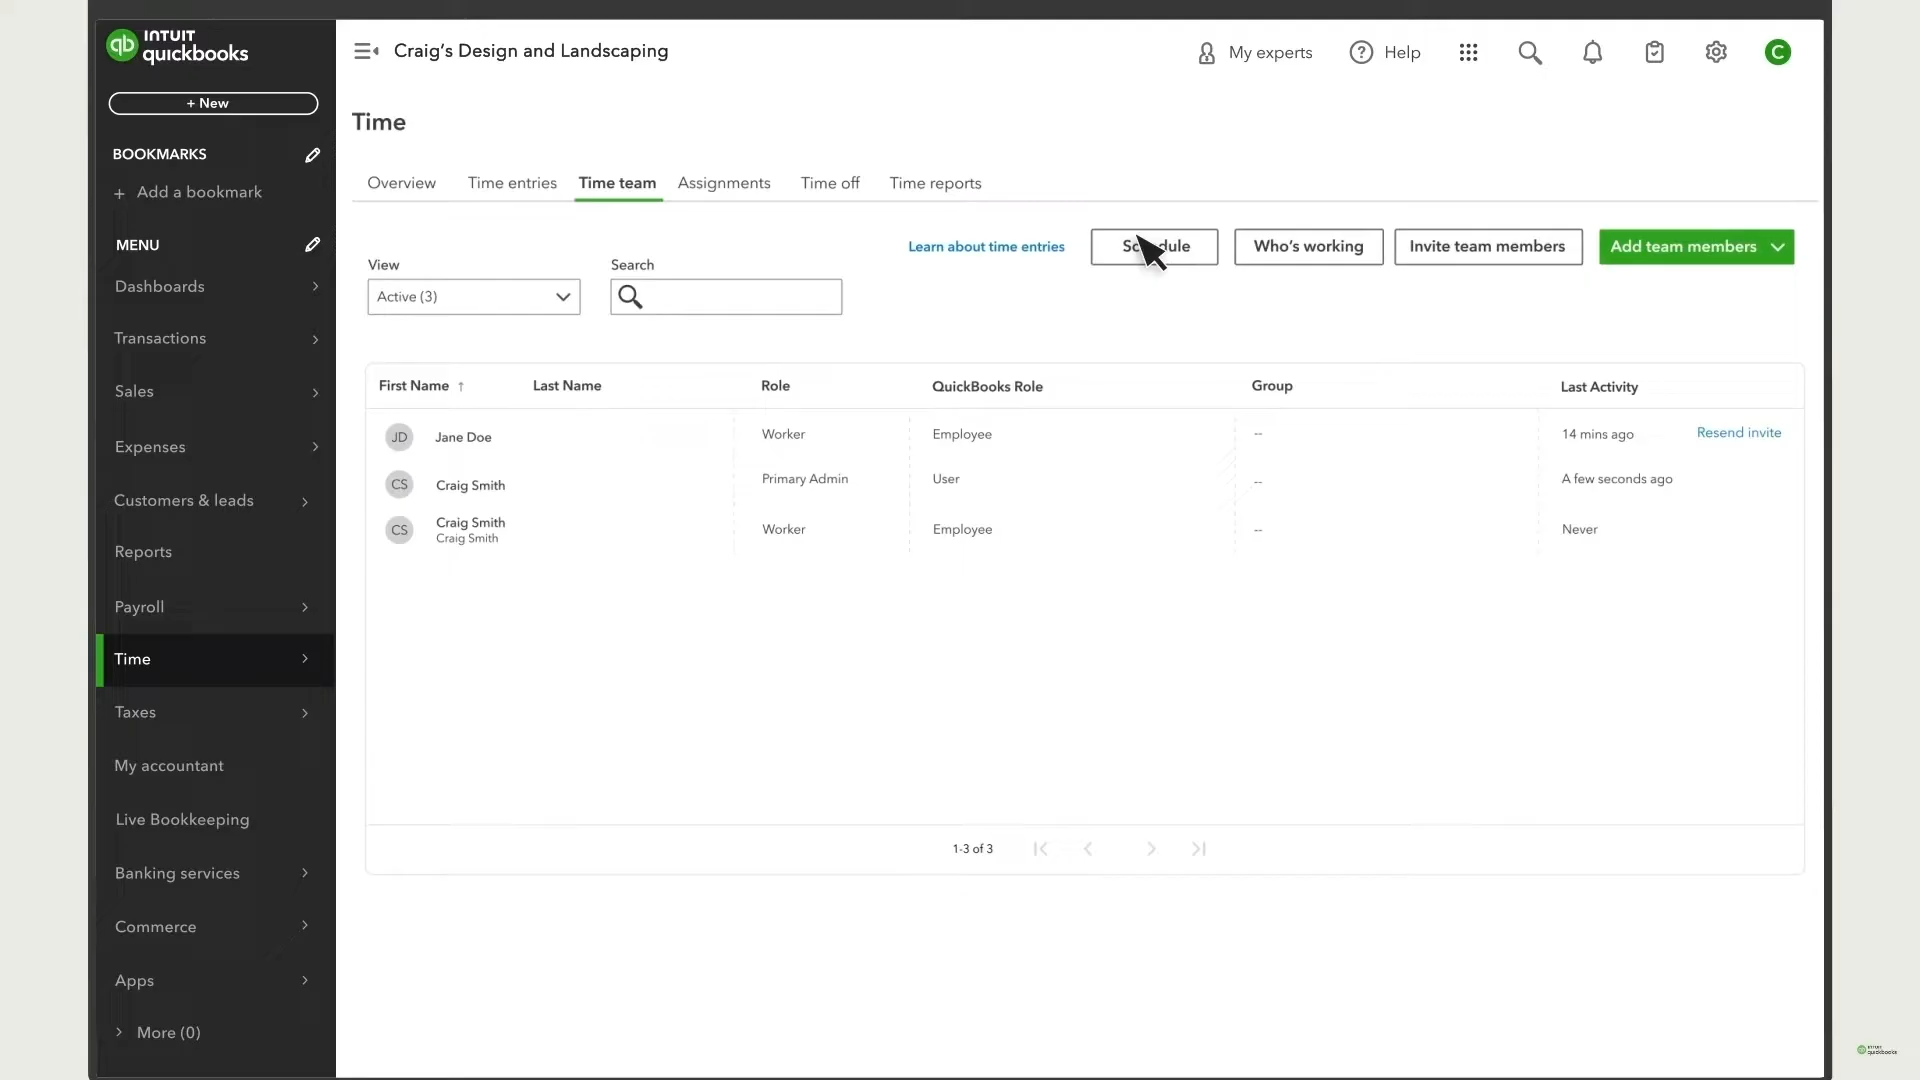 INTUIT
quickbooks
Craig’s Design and Landscaping
My experts
Help
C
+ New
BOOKMARKS
+ Add a bookmark
MENU
Dashboards
Transactions
Sales
Expenses
Customers & leads
Reports
Payroll
Time
Taxes
My accountant
Live Bookkeeping
Banking services
Commerce
Apps
More (0)
Time
Overview
Time entries
Time team
Assignments
Time off
Time reports
Learn about time entries
Who’s working
Invite team members
Add team members
View
Search
Active (3)
First Name ↑
Last Name
Role
QuickBooks Role
Group
Last Activity
JD Jane Doe Worker Employee -- 14 mins ago Resend invite
CS Craig Smith Primary Admin User -- A few seconds ago
CS Craig Smith Worker Employee -- Never
Craig Smith
1-3 of 3
INTUIT
quickbooks